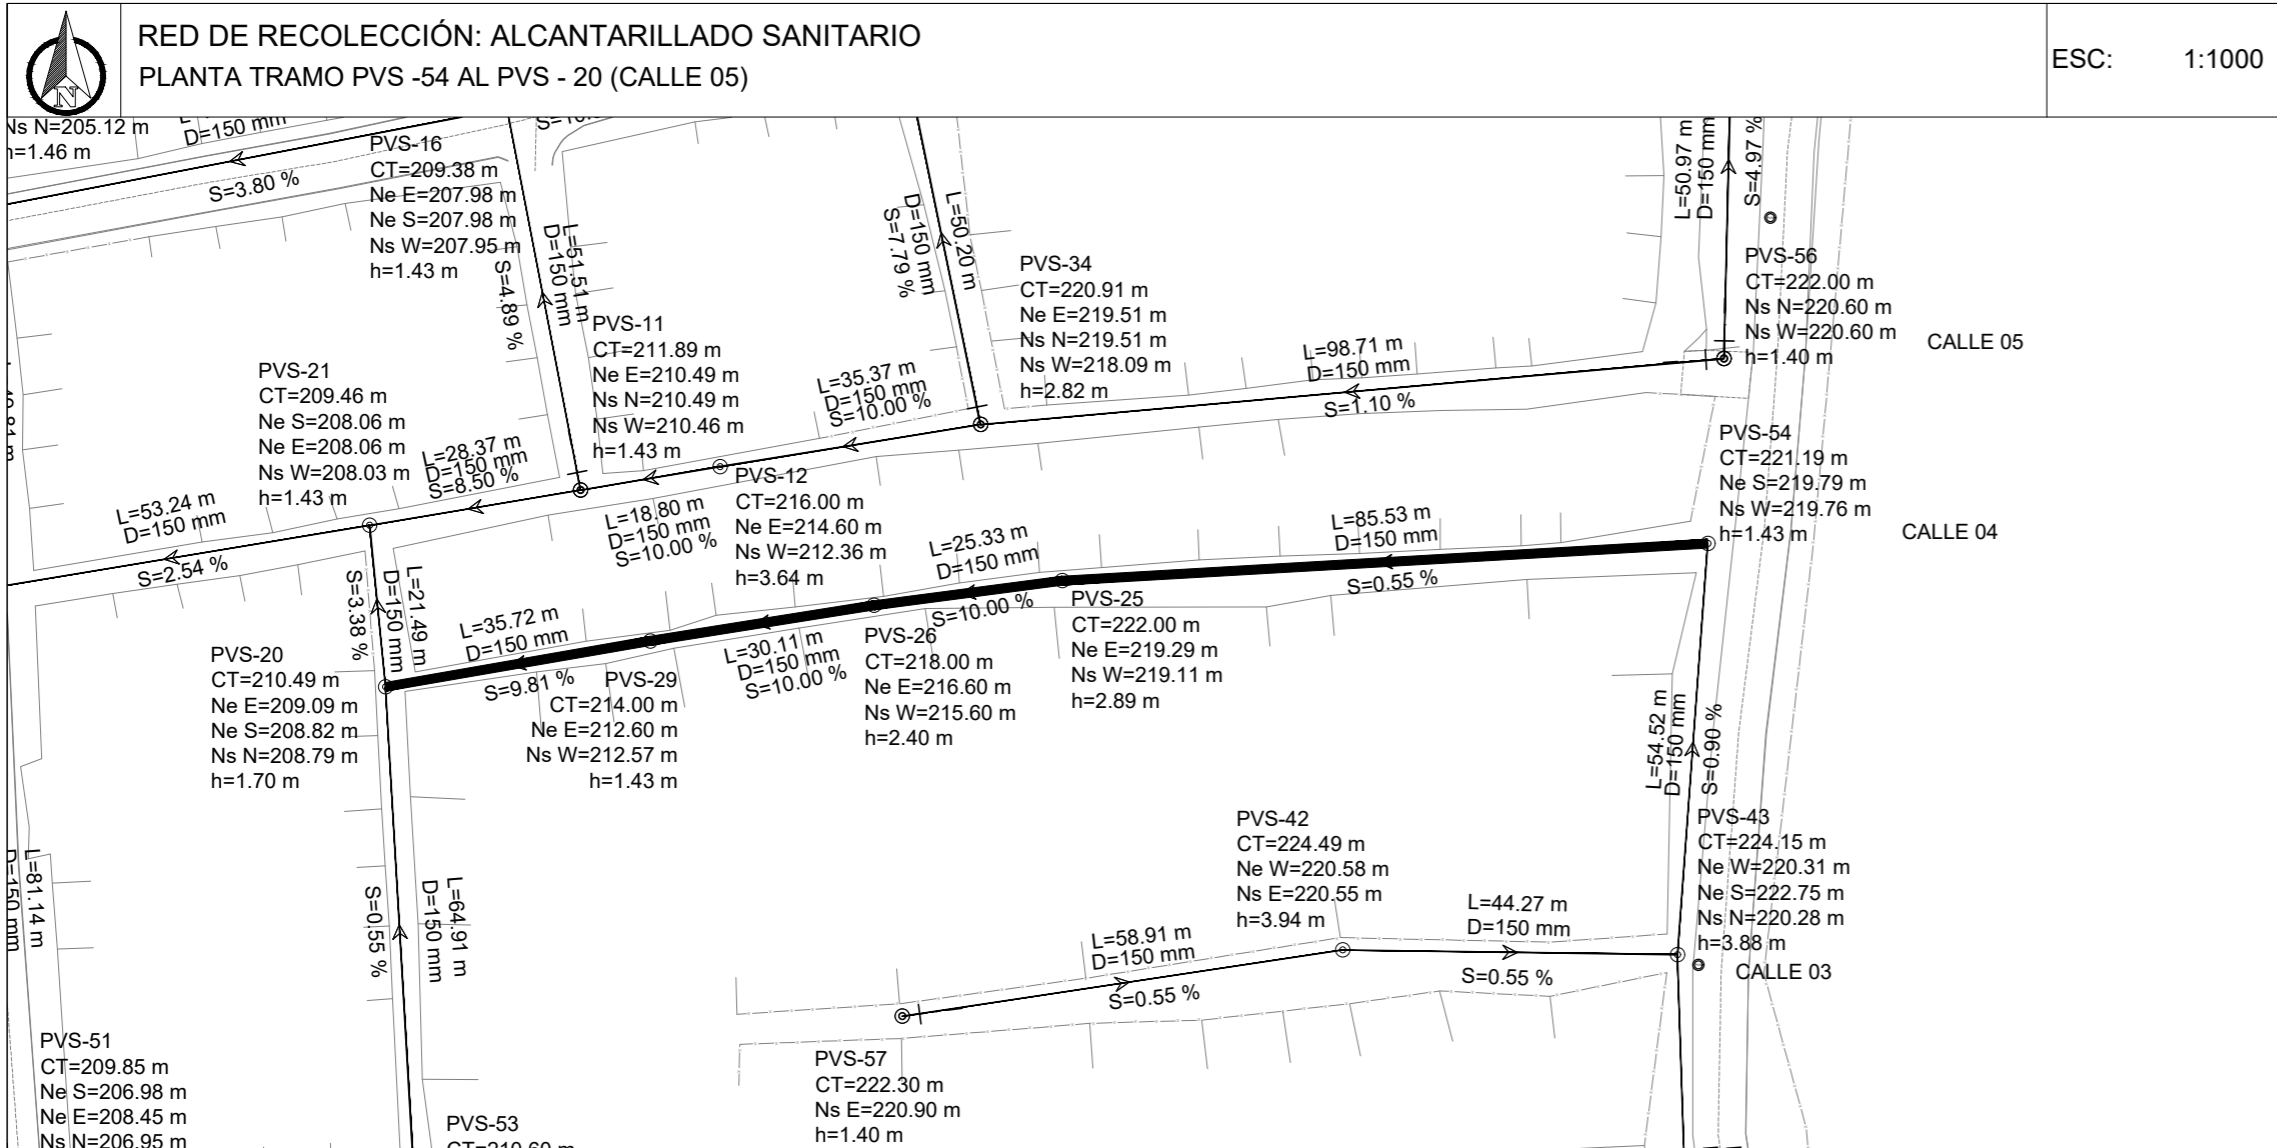 N
RED DE RECOLECCIÓN: ALCANTARILLADO SANITARIO
PLANTA TRAMO PVS -54 AL PVS - 20 (CALLE 05)
ESC: 1:1000
Ns N=205.12 m
h=1.46 m
D=150 mm
S=3.80 %
PVS-16
CT=209.38 m
Ne E=207.98 m
Ne S=207.98 m
Ns W=207.95 m
h=1.43 m
L=51.51 m
D=150 mm
S=4.89 %
L=50.20 m
D=150 mm
S=7.79 %
L=50.97 m
D=150 mm
S=4.97 %
PVS-34
CT=220.91 m
Ne E=219.51 m
Ns N=219.51 m
Ns W=218.09 m
h=2.82 m
PVS-56
CT=222.00 m
Ns N=220.60 m
Ns W=220.60 m
h=1.40 m
CALLE 05
PVS-11
CT=211.89 m
Ne E=210.49 m
Ns N=210.49 m
Ns W=210.46 m
h=1.43 m
PVS-21
CT=209.46 m
Ne S=208.06 m
Ne E=208.06 m
Ns W=208.03 m
h=1.43 m
L=98.71 m
D=150 mm
S=1.10 %
L=35.37 m
D=150 mm
S=10.00 %
L=28.37 m
D=150 mm
S=8.50 %
L=53.24 m
D=150 mm
S=2.54 %
L=18.80 m
D=150 mm
S=10.00 %
PVS-12
CT=216.00 m
Ne E=214.60 m
Ns W=212.36 m
h=3.64 m
PVS-54
CT=221.19 m
Ne S=219.79 m
Ns W=219.76 m
h=1.43 m
CALLE 04
L=85.53 m
D=150 mm
S=0.55 %
L=25.33 m
D=150 mm
S=10.00 %
L=21.49 m
D=150 mm
S=3.38 %
L=35.72 m
D=150 mm
S=9.81 %
L=30.11 m
D=150 mm
S=10.00 %
PVS-25
CT=222.00 m
Ne E=219.29 m
Ns W=219.11 m
h=2.89 m
PVS-26
CT=218.00 m
Ne E=216.60 m
Ns W=215.60 m
h=2.40 m
PVS-20
CT=210.49 m
Ne E=209.09 m
Ne S=208.82 m
Ns N=208.79 m
h=1.70 m
PVS-29
CT=214.00 m
Ne E=212.60 m
Ns W=212.57 m
h=1.43 m
L=54.52 m
D=150 mm
S=0.90 %
PVS-42
CT=224.49 m
Ne W=220.58 m
Ns E=220.55 m
h=3.94 m
PVS-43
CT=224.15 m
Ne W=220.31 m
Ne S=222.75 m
Ns N=220.28 m
h=3.88 m
CALLE 03
L=44.27 m
D=150 mm
S=0.55 %
L=58.91 m
D=150 mm
S=0.55 %
L=64.91 m
D=150 mm
S=0.55 %
L=81.14 m
D=150 mm
PVS-51
CT=209.85 m
Ne S=206.98 m
Ne E=208.45 m
Ns N=206.95 m
PVS-57
CT=222.30 m
Ns E=220.90 m
h=1.40 m
PVS-53